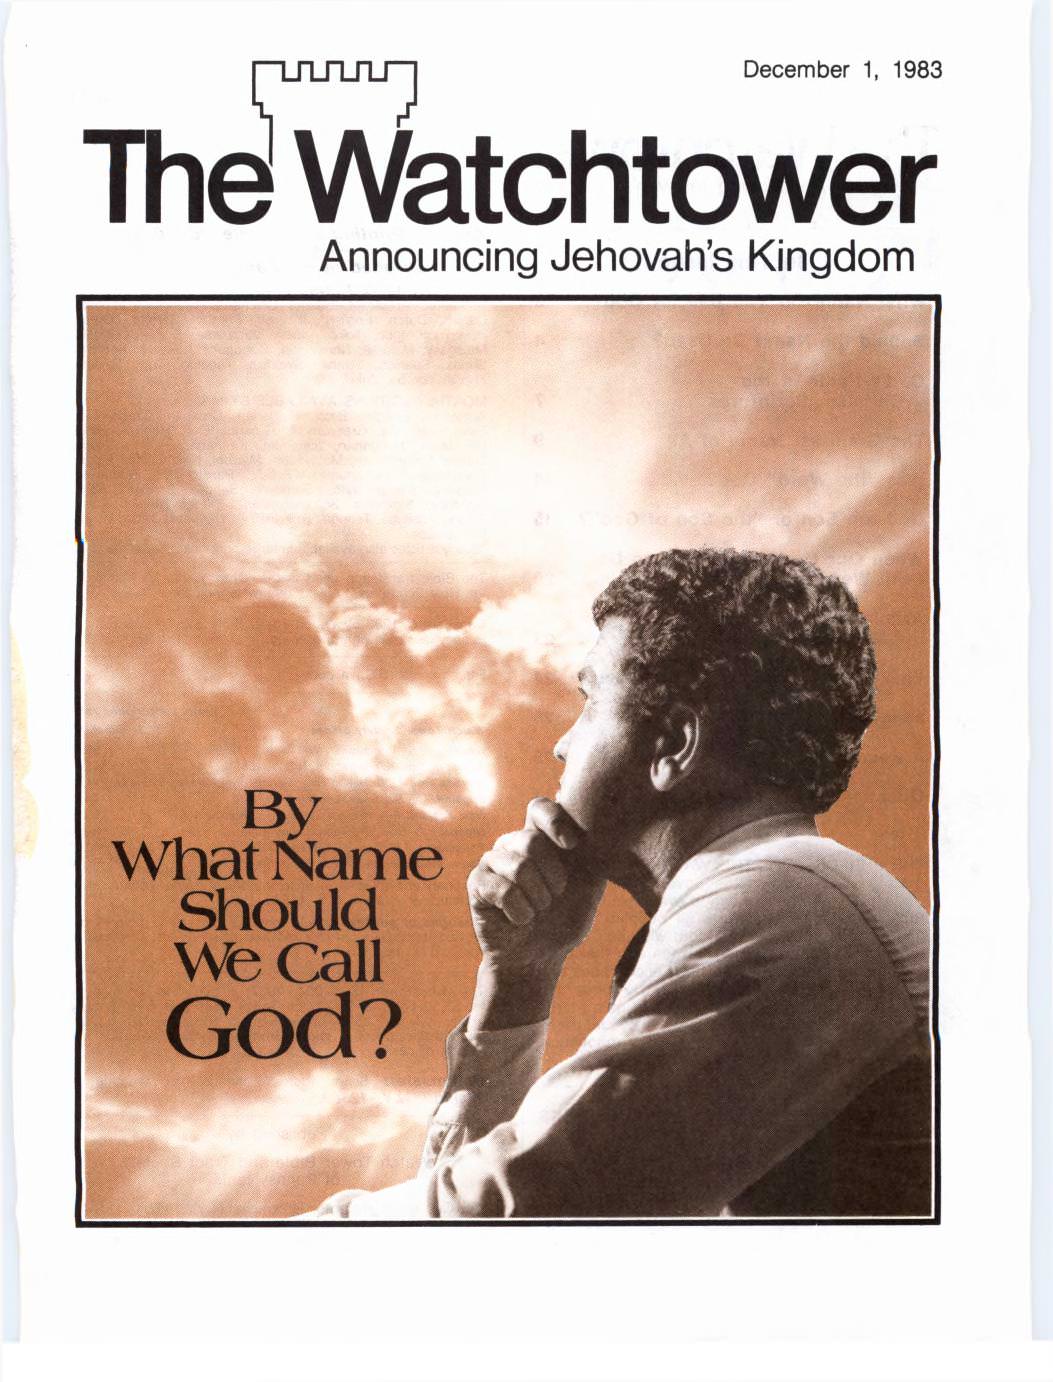 December 1, 1983
The Watchtower
Announcing Jehovah's Kingdom
By
What Name
Should
We Call
God?